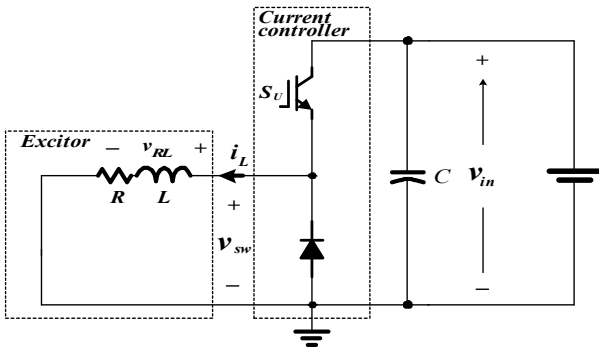 Current
controller
S_U
+
Excitor
− v_RL +
i_L
R L
+
v_sw
−
C
v_in
−